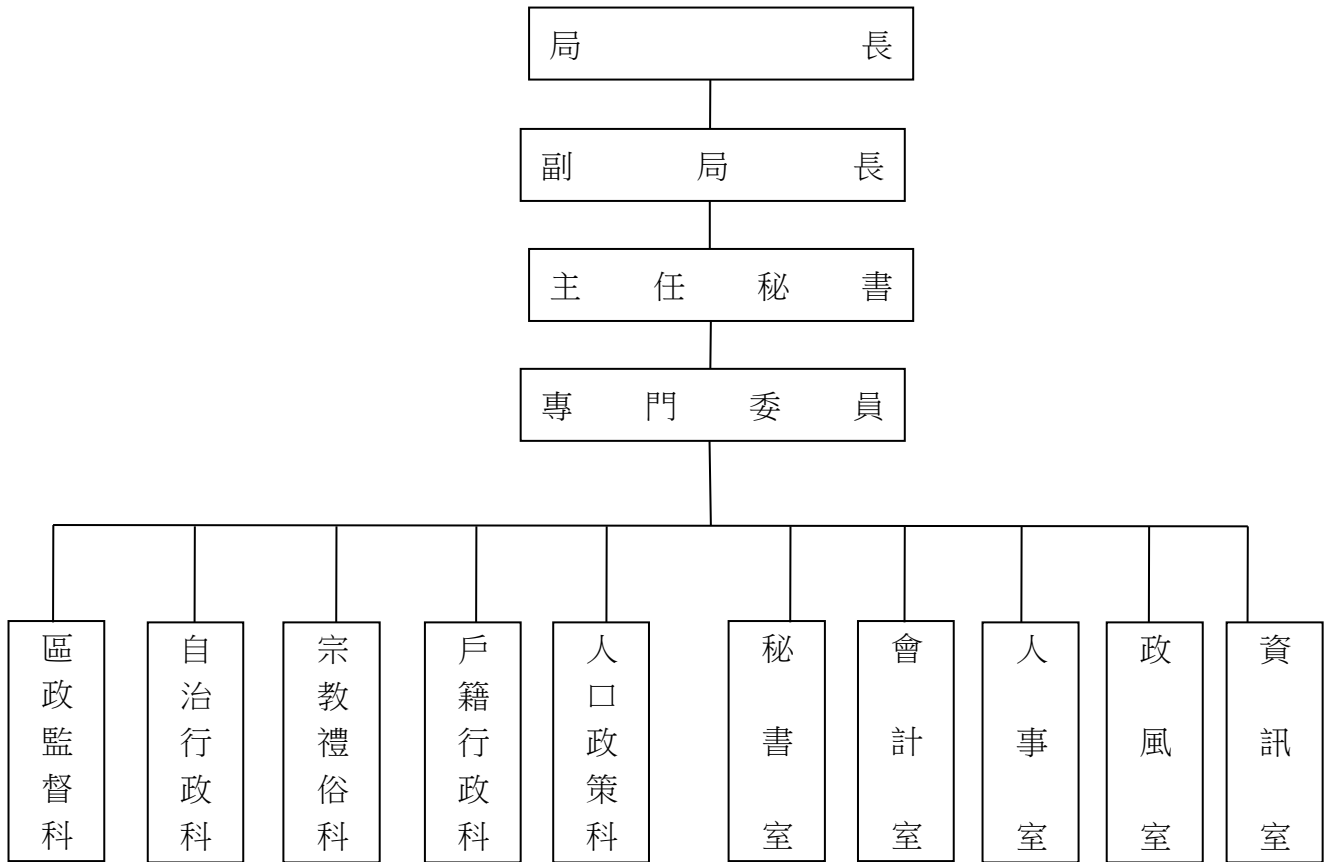 局長
副局長
主任秘書
專門委員
區政監督科
自治行政科
宗教禮俗科
戶籍行政科
人口政策科
秘書室
會計室
人事室
政風室
資訊室